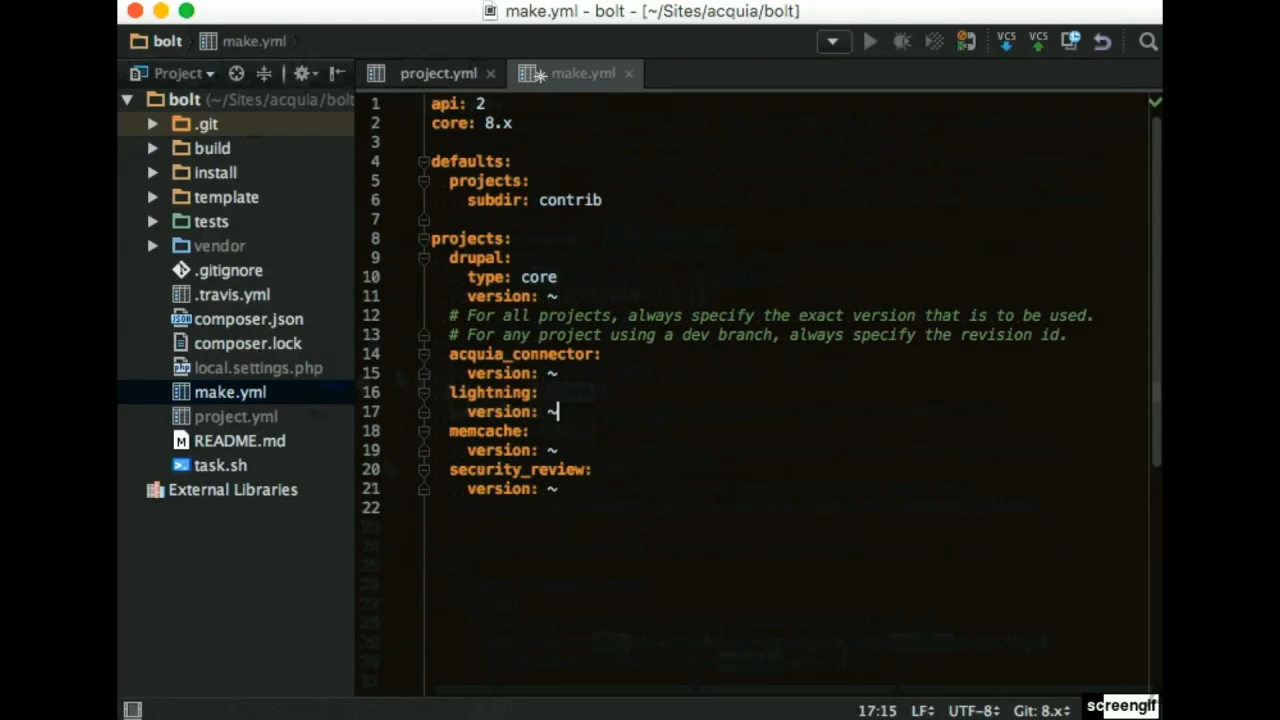 make.yml - bolt - [~/Sites/acquia/bolt]
bolt make.yml
VCS VCS
Project
project.yml
make.yml
bolt (~/Sites/acquia/bolt
.git
build
install
template
tests
vendor
.gitignore
.travis.yml
composer.json
composer.lock
local.settings.php
make.yml
project.yml
README.md
task.sh
External Libraries
1 api: 2
2 core: 8.x
3
4 defaults:
5 projects:
6 subdir: contrib
7
8 projects:
9 drupal:
10 type: core
11 version: ~
12 # For all projects, always specify the exact version that is to be used.
13 # For any project using a dev branch, always specify the revision id.
14 acquia_connector:
15 version: ~
16 lightning:
17 version: ~
18 memcache:
19 version: ~
20 security_review:
21 version: ~
22
17:15 LF UTF-8 Git: 8.x
screengif